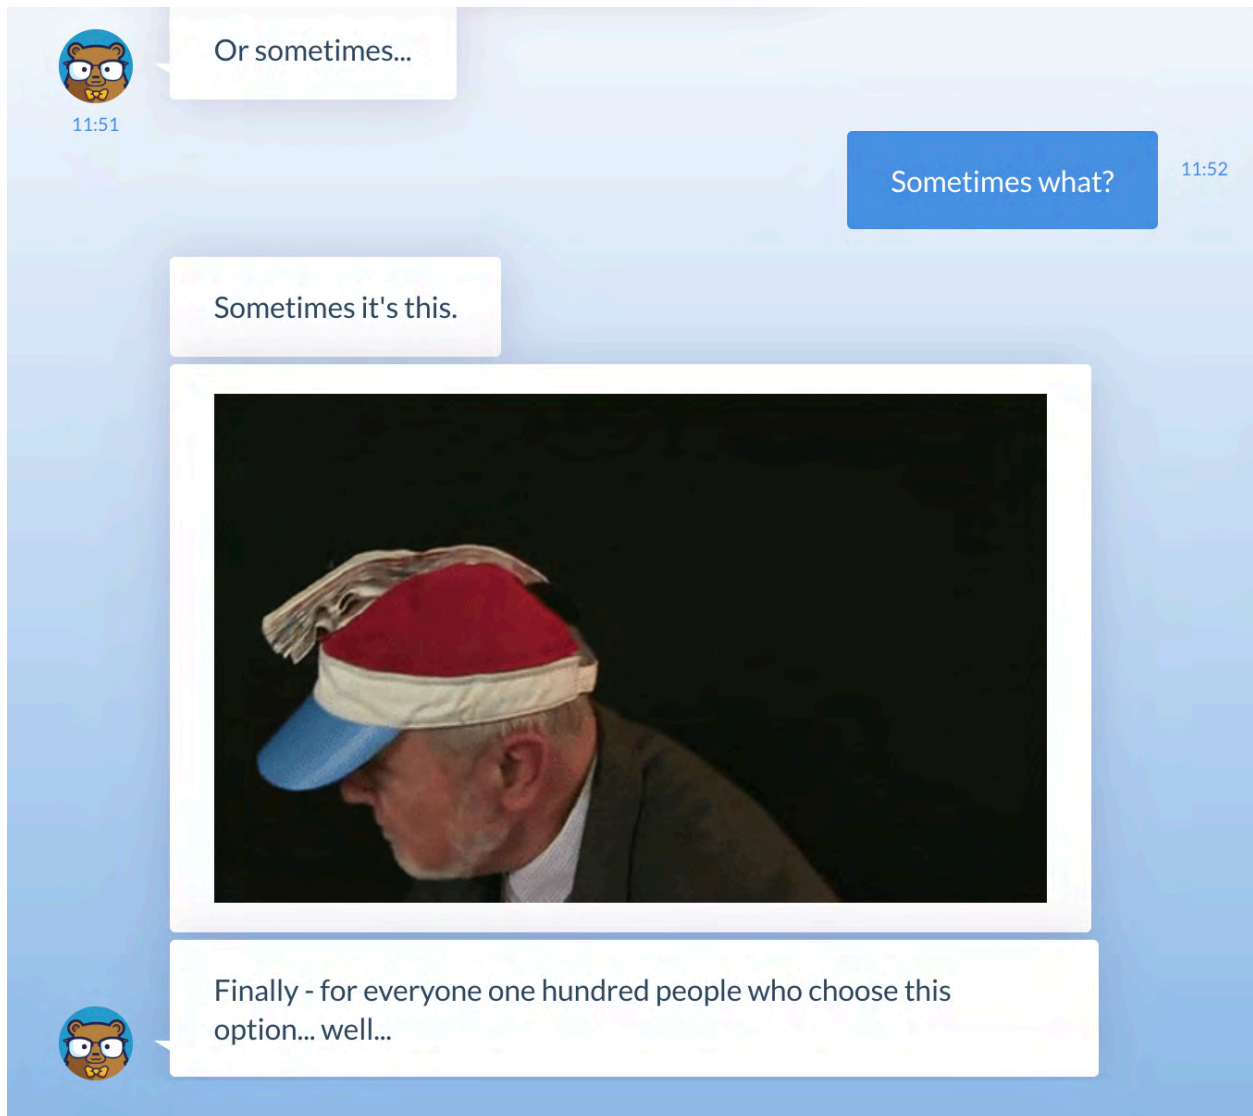 Or sometimes...
11:51
Sometimes what?
11:52
Sometimes it's this.
Finally - for everyone one hundred people who choose this
option... well...